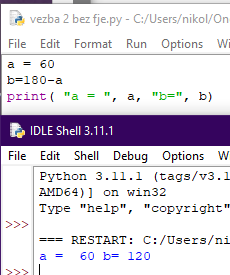 vezba 2 bez fje.py - C:/Users/nikol/On
File Edit Format Run Options Wi
a = 60
b=180-a
print( "a = ", a, "b=", b)
IDLE Shell 3.11.1
File Edit Shell Debug Options
Python 3.11.1 (tags/v3.1
AMD64)] on win32
Type "help", "copyright"
>>>
=== RESTART: C:/Users/ni
a =  60 b= 120
>>>